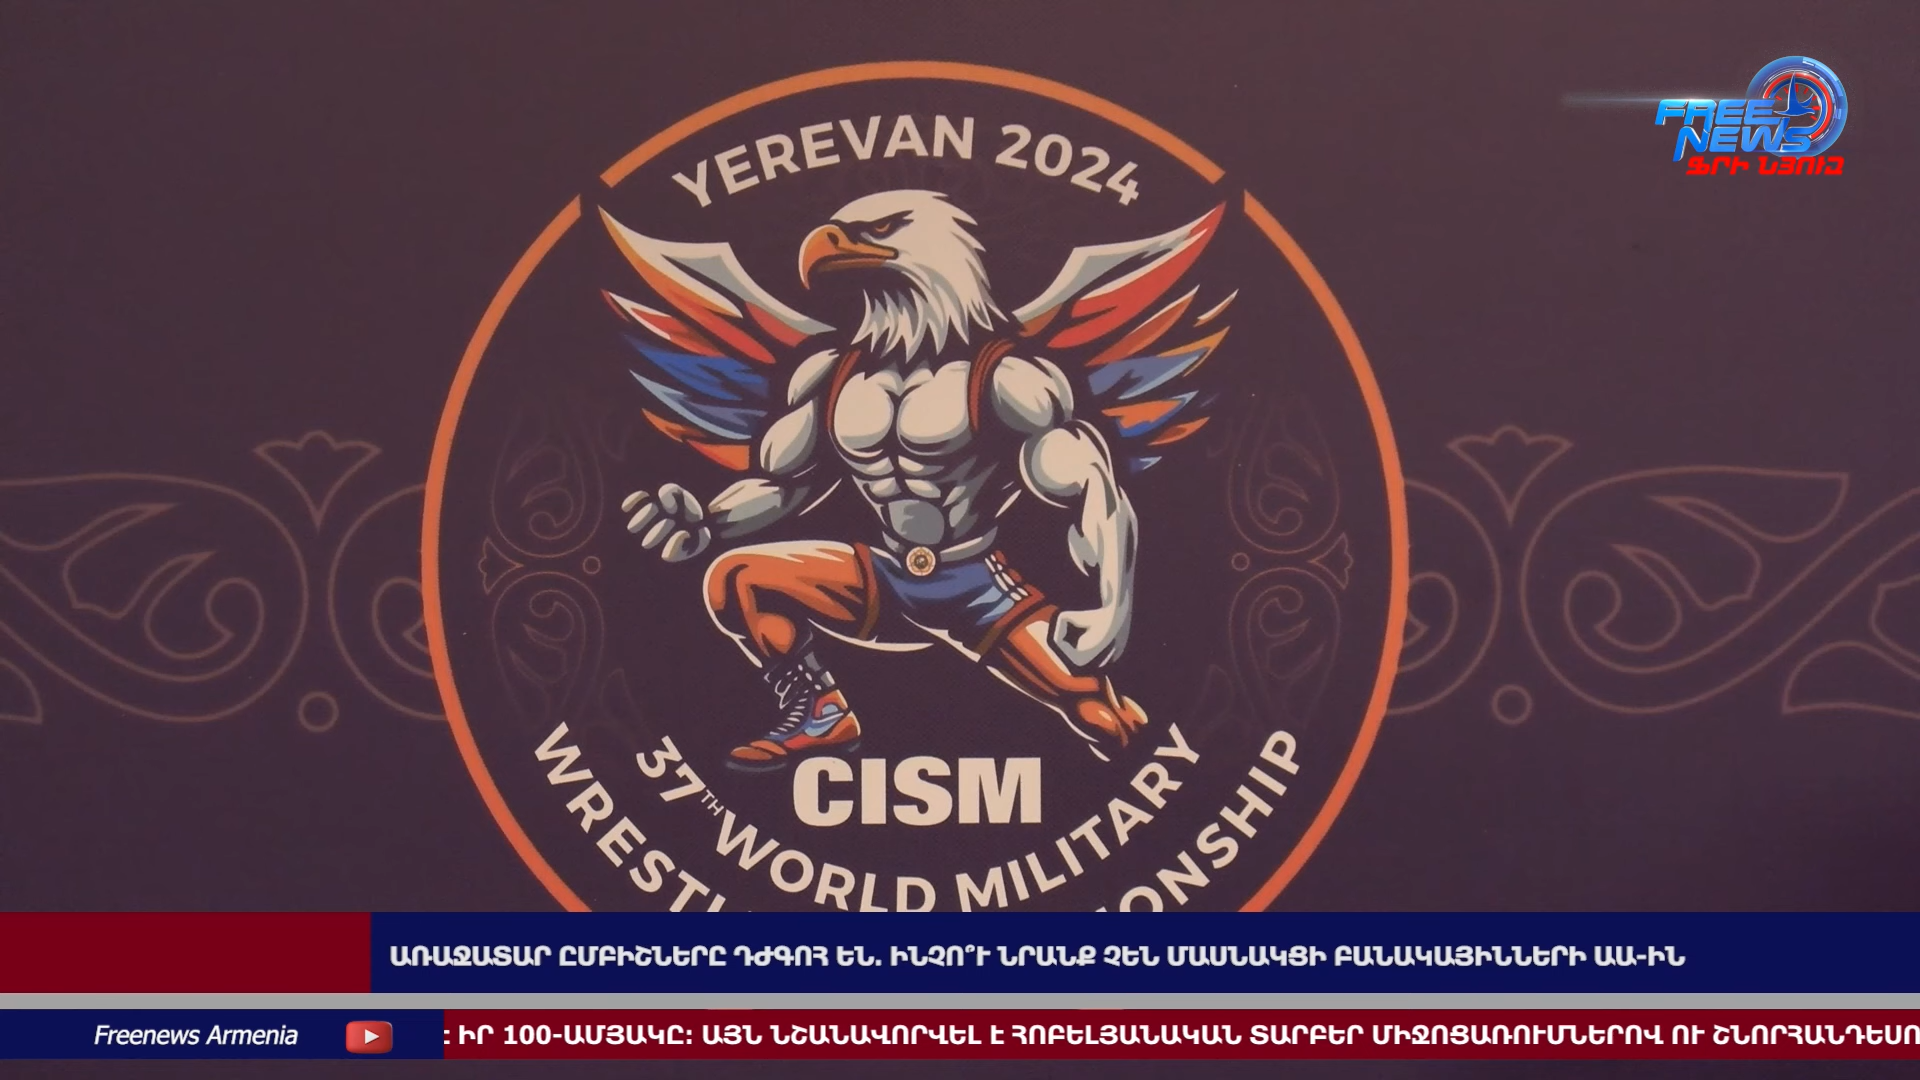 YEREVAN 2024
FREE
NEWS
ՖՐԻ ՆՅՈՒԶ
CISM
37TH WORLD MILITARY
ԱՌԱՋԱՏԱՐ ԸՄԲԻՇՆԵՐԸ ԴԺԳՈՀ ԵՆ. ԻՆՉՈ՞Ւ ՆՐԱՆՔ ՉԵՆ ՄԱՍՆԱԿՑԻ ԲԱՆԱԿԱՅԻՆՆԵՐԻ ԱԱ-ԻՆ
Freenews Armenia
: ԻՐ 100-ԱՄՅԱԿԸ: ԱՅՆ ՆՇԱՆԱՎՈՐՎԵԼ Է ՀՈԲԵԼՅԱՆԱԿԱՆ ՏԱՐԲԵՐ ՄԻՋՈՑԱՌՈՒՄՆԵՐՈՎ ՈՒ ՇՆՈՐՀԱՆԴԵՍՈ